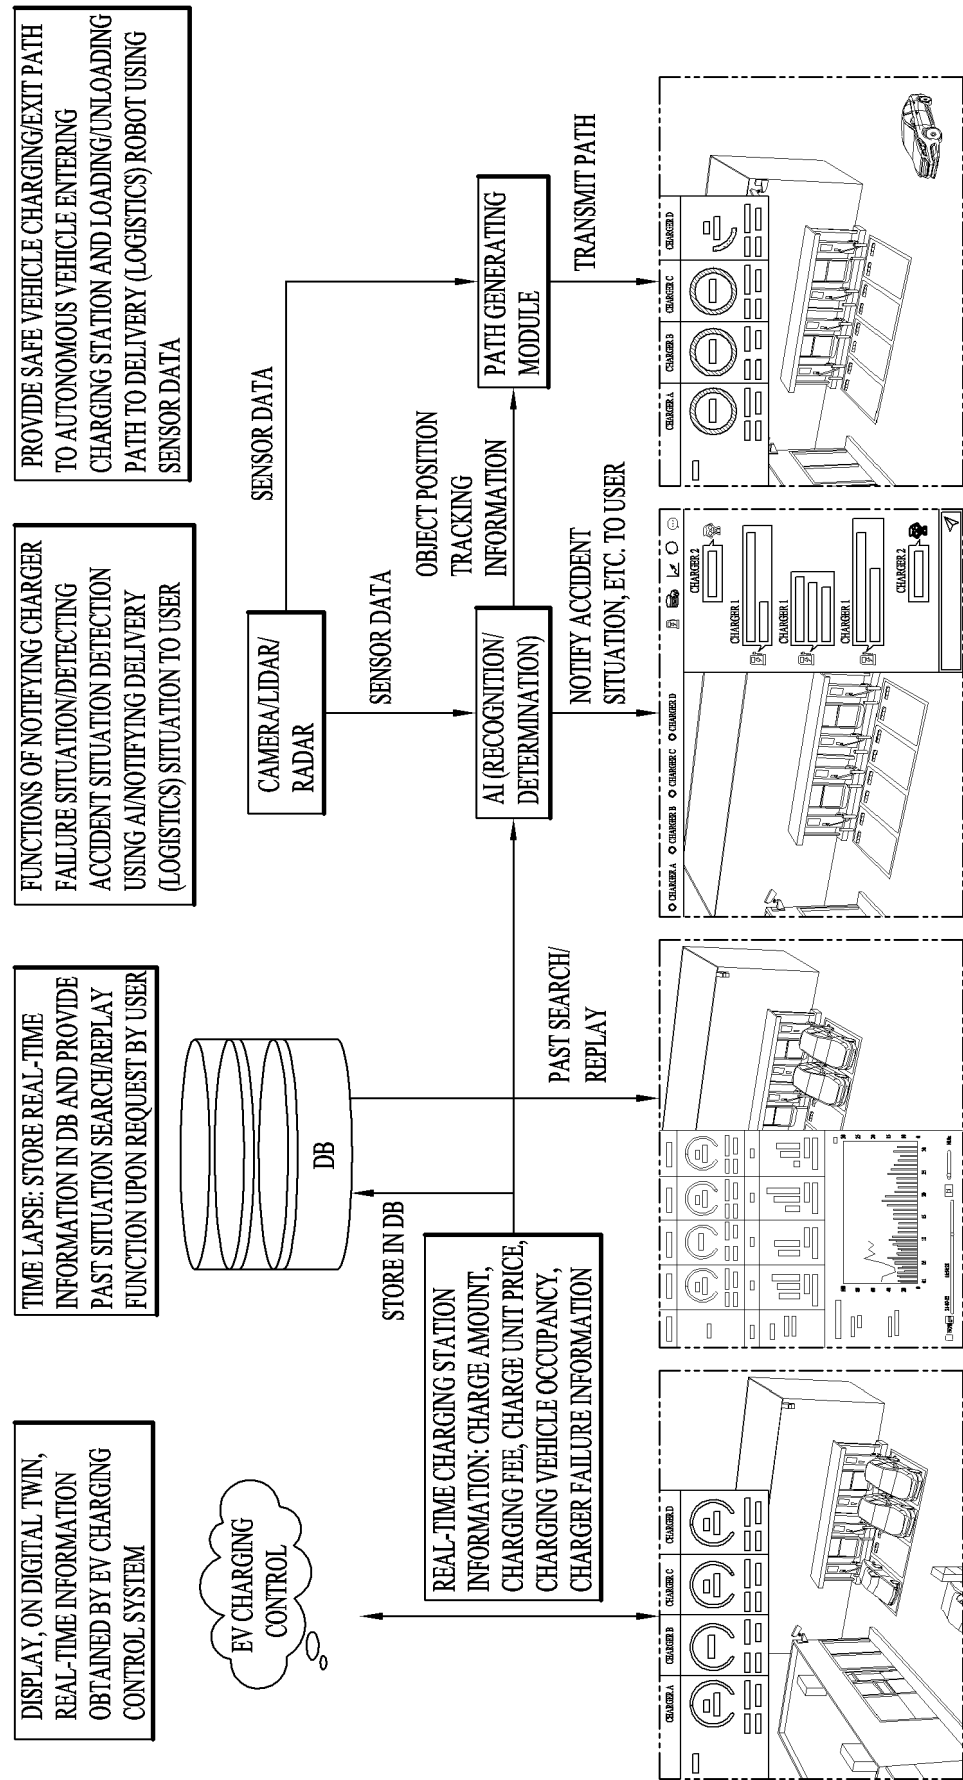 DISPLAY, ON DIGITAL TWIN,
REAL-TIME INFORMATION
OBTAINED BY EV CHARGING
CONTROL SYSTEM
TIME LAPSE: STORE REAL-TIME
INFORMATION IN DB AND PROVIDE
PAST SITUATION SEARCH/REPLAY
FUNCTION UPON REQUEST BY USER
FUNCTIONS OF NOTIFYING CHARGER
FAILURE SITUATION/DETECTING
ACCIDENT SITUATION DETECTION
USING AI/NOTIFYING DELIVERY
(LOGISTICS) SITUATION TO USER
PROVIDE SAFE VEHICLE CHARGING/EXIT PATH
TO AUTONOMOUS VEHICLE ENTERING
CHARGING STATION AND LOADING/UNLOADING
PATH TO DELIVERY (LOGISTICS) ROBOT USING
SENSOR DATA
EV CHARGING
CONTROL
DB
CAMERA/LIDAR/
RADAR
SENSOR DATA
STORE IN DB
SENSOR DATA
REAL-TIME CHARGING STATION
INFORMATION: CHARGE AMOUNT,
CHARGING FEE, CHARGE UNIT PRICE,
CHARGING VEHICLE OCCUPANCY,
CHARGER FAILURE INFORMATION
AI (RECOGNITION/
DETERMINATION)
OBJECT POSITION
TRACKING
INFORMATION
PATH GENERATING
MODULE
PAST SEARCH/
REPLAY
NOTIFY ACCIDENT
SITUATION, ETC. TO USER
TRANSMIT PATH
CHARGER A
CHARGER B
CHARGER C
CHARGER D
CHARGER A
CHARGER B
CHARGER C
CHARGER D
CHARGER 2
CHARGER 1
CHARGER 1
CHARGER 1
CHARGER 2
CHARGER A
CHARGER B
CHARGER C
CHARGER D